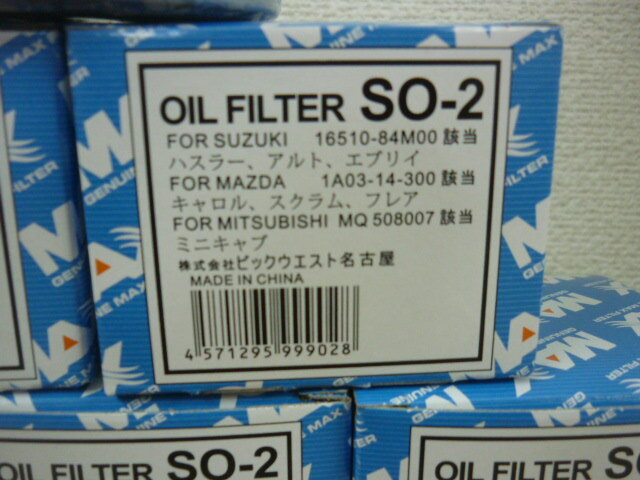 OIL FILTER SO-2
FOR SUZUKI 16510-84M00 該当
ハスラー、アルト、エブリイ
FOR MAZDA 1A03-14-300 該当
キャロル、スクラム、フレア
FOR MITSUBISHI MQ 508007 該当
ミニキャブ
株式会社ビックウエスト名古屋
MADE IN CHINA
4 571295 999028
OIL FILTER SO-2
OIL FILTER